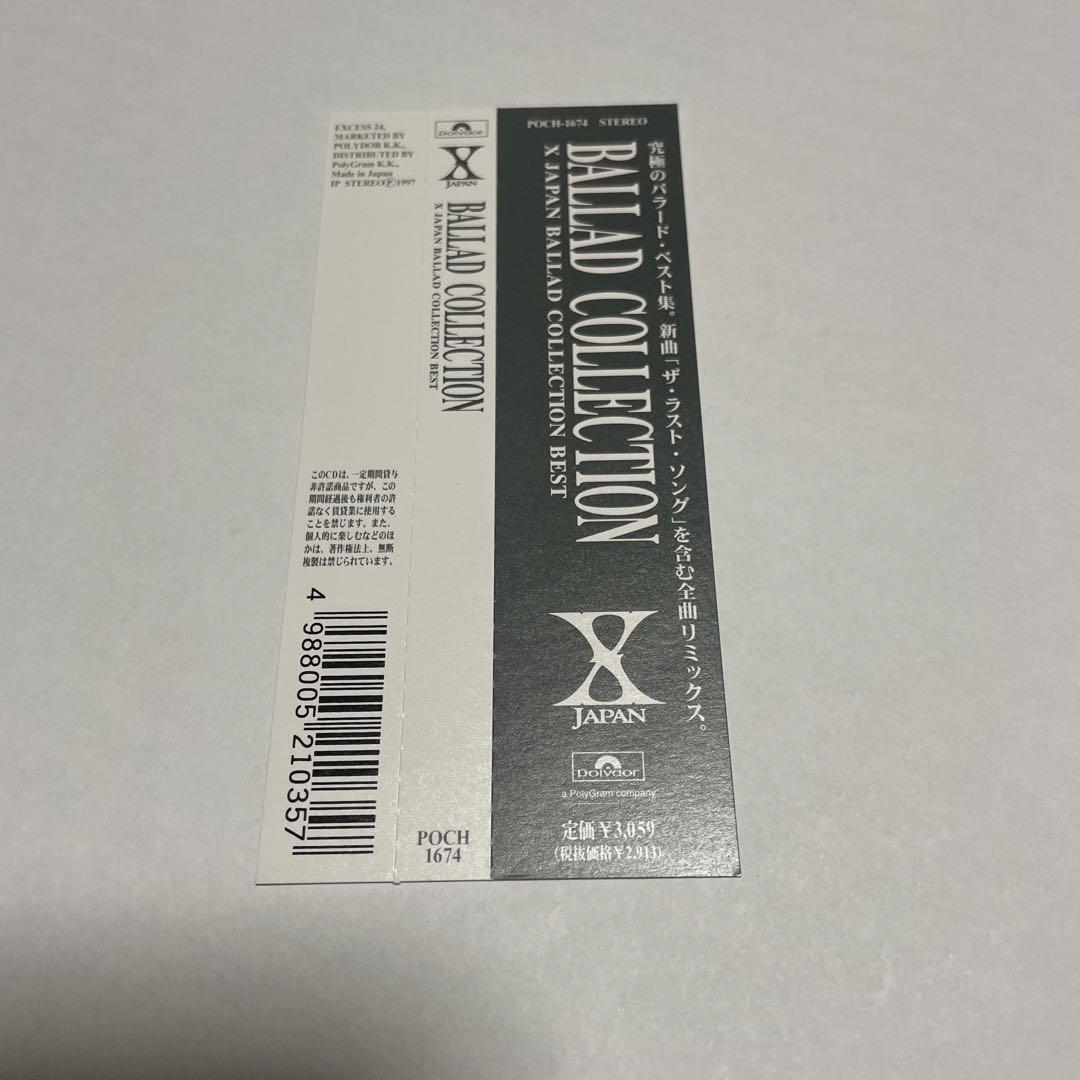 EXCESS 24,
MARKETED BY
POLYDOR K.K.,
DISTRIBUTED BY
PolyGram K.K.,
Made in Japan
IP STEREOⓅ1997
このCDは、一定期間貸与
非許諾商品ですが、この
期間経過後も権利者の許
諾なく賃貸業に使用する
ことを禁じます。また、
個人的に楽しむなどのほ
かは、著作権法上、無断
複製は禁じられています。
4 988005 210357
Polydor
X
JAPAN
BALLAD COLLECTION
X JAPAN BALLAD COLLECTION BEST
POCH
1674
POCH-1674 STEREO
究極のバラード・ベスト集。新曲「ザ・ラスト・ソング」を含む全曲リミックス。
BALLAD COLLECTION
X JAPAN BALLAD COLLECTION BEST
X
JAPAN
Polydor
a PolyGram company
定価￥3,059
(税抜価格￥2,913)